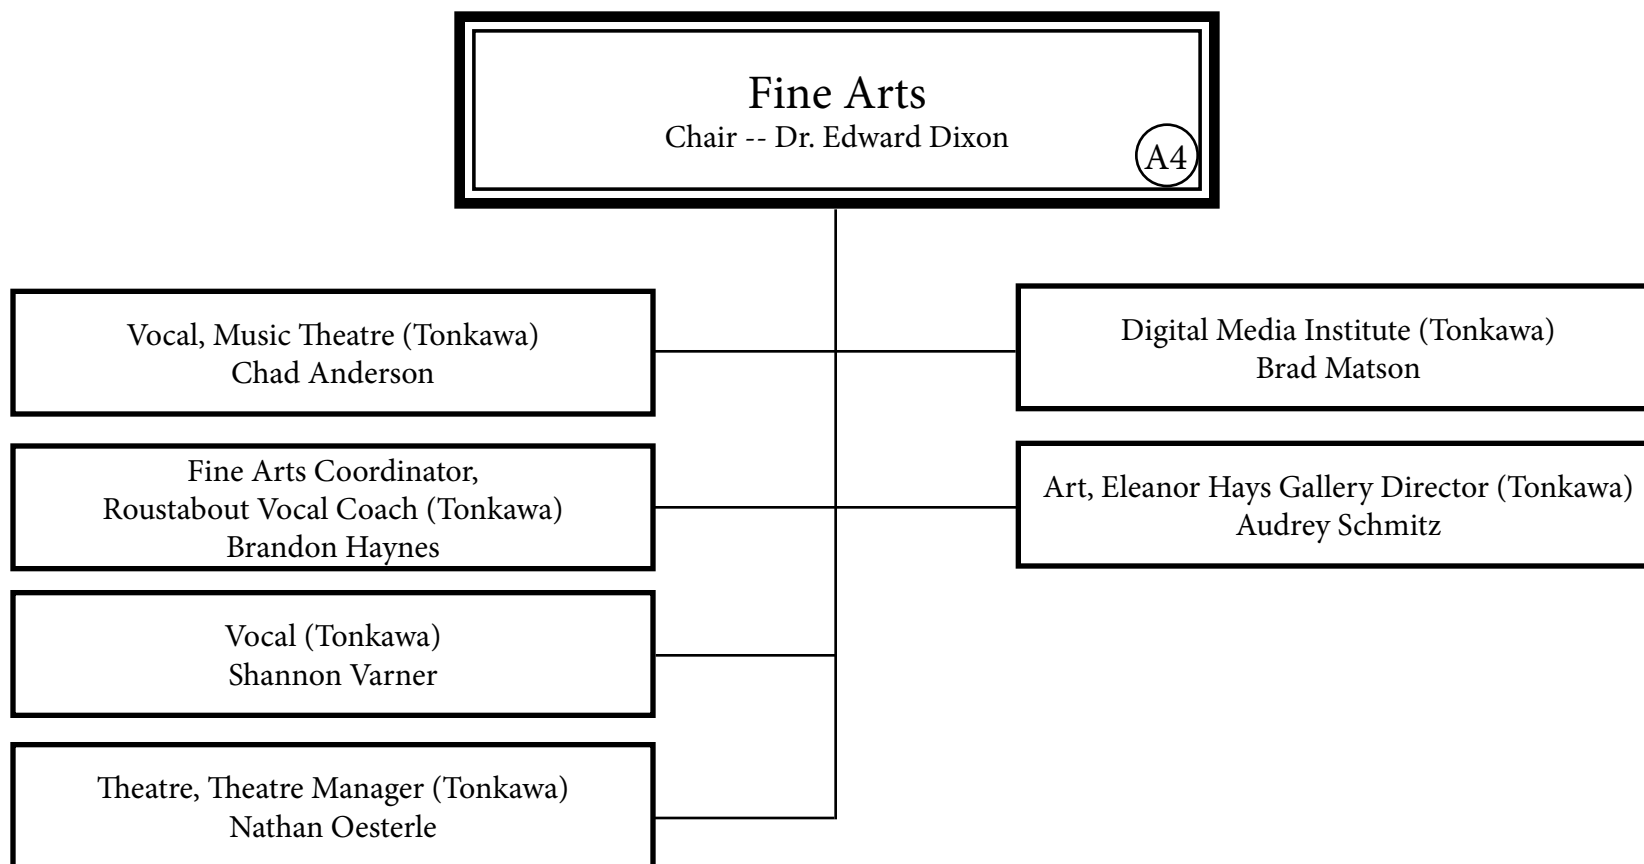 Fine Arts
Chair -- Dr. Edward Dixon
A4
Vocal, Music Theatre (Tonkawa)
Chad Anderson
Digital Media Institute (Tonkawa)
Brad Matson
Fine Arts Coordinator,
Roustabout Vocal Coach (Tonkawa)
Brandon Haynes
Art, Eleanor Hays Gallery Director (Tonkawa)
Audrey Schmitz
Vocal (Tonkawa)
Shannon Varner
Theatre, Theatre Manager (Tonkawa)
Nathan Oesterle